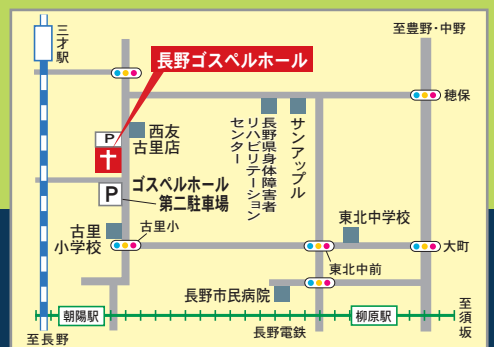 至豊野・中野
三才駅
長野ゴスペルホール
穂保
P
西友
古里店
長野県身体障害者
リハビリテーション
センター
サンアップル
P
ゴスペルホール
第二駐車場
古里
小学校
古里小
東北中学校
大町
東北中前
長野市民病院
朝陽駅
柳原駅
至須坂
至長野
長野電鉄